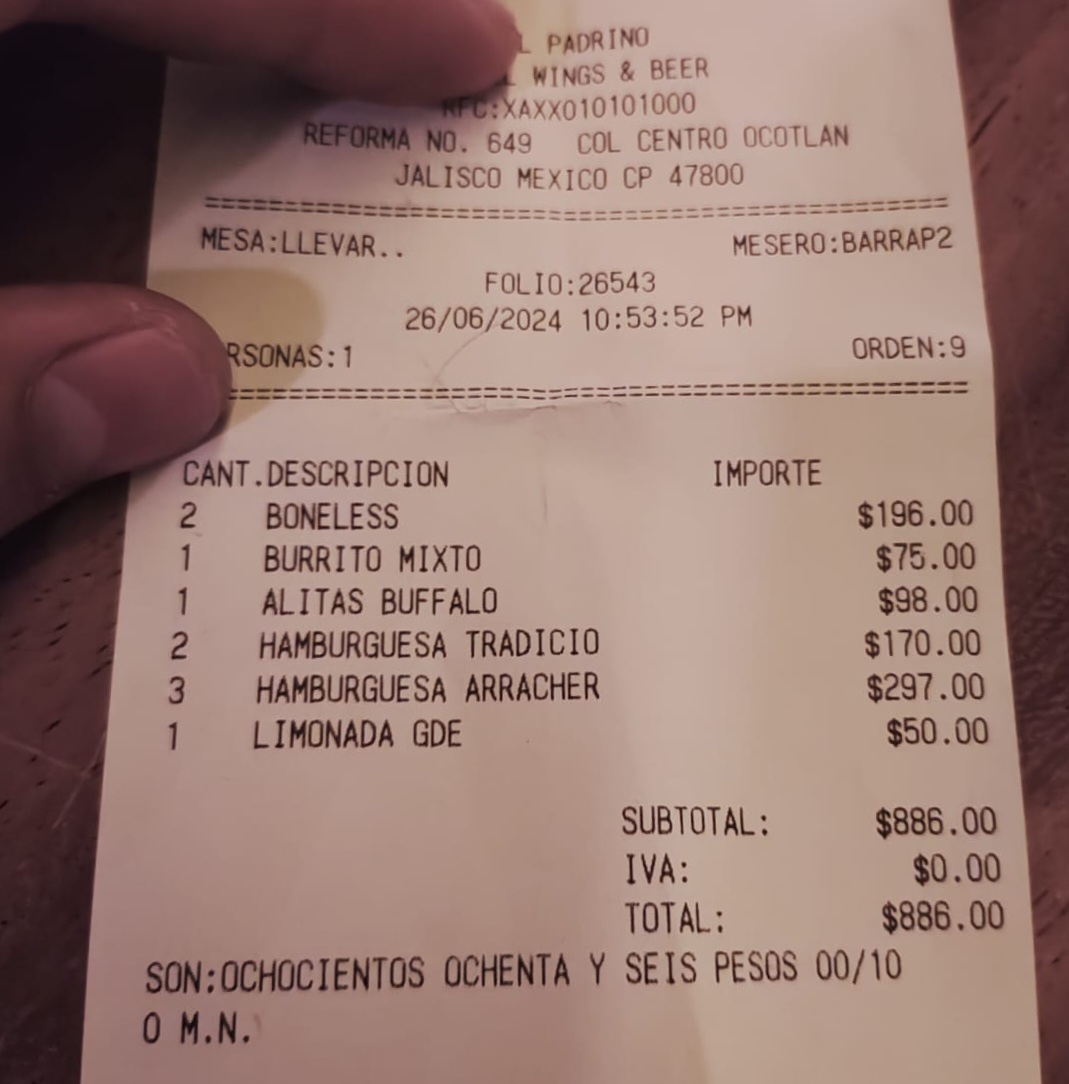 PADRINO
WINGS & BEER
RFC:XAXX010101000
REFORMA NO. 649 COL CENTRO OCOTLAN
JALISCO MEXICO CP 47800
MESA:LLEVAR.. MESERO:BARRAP2
FOLIO:26543
26/06/2024 10:53:52 PM
RSONAS:1 ORDEN:9
CANT.DESCRIPCION IMPORTE
2 BONELESS $196.00
1 BURRITO MIXTO $75.00
1 ALITAS BUFFALO $98.00
2 HAMBURGUESA TRADICIO $170.00
3 HAMBURGUESA ARRACHER $297.00
1 LIMONADA GDE $50.00
SUBTOTAL: $886.00
IVA: $0.00
TOTAL: $886.00
SON:OCHOCIENTOS OCHENTA Y SEIS PESOS 00/10
0 M.N.